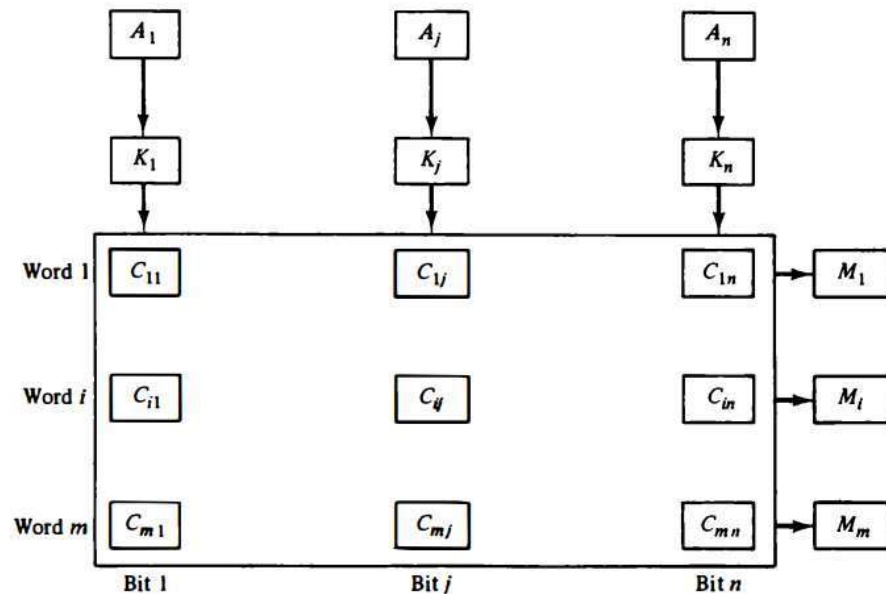 A₁ Aⱼ Aₙ
K₁ Kⱼ Kₙ
Word 1 C₁₁ C₁ⱼ C₁ₙ M₁
Word i Cᵢ₁ Cᵢⱼ Cᵢₙ Mᵢ
Word m Cₘ₁ Cₘⱼ Cₘₙ Mₘ
Bit 1 Bit j Bit n